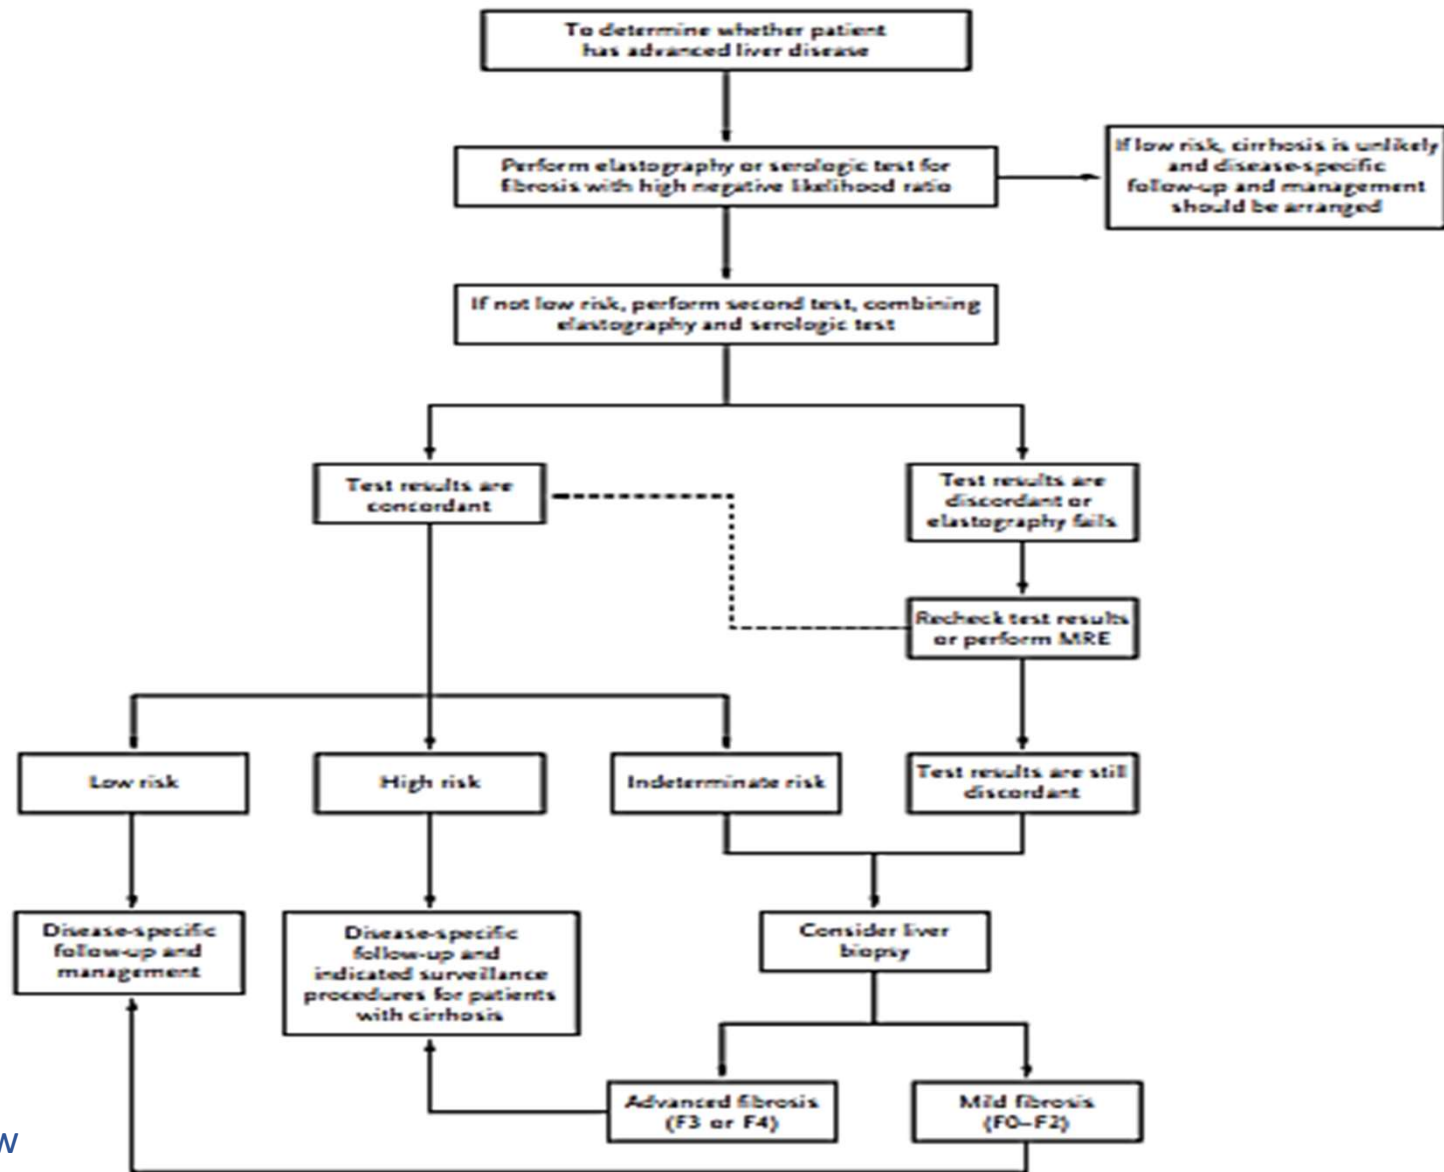 To determine whether patient
has advanced liver disease
Perform elastography or serologic test for
fibrosis with high negative likelihood ratio
If low risk, cirrhosis is unlikely
and disease-specific
follow-up and management
should be arranged
If not low risk, perform second test, combining
elastography and serologic test
Test results are
concordant
Test results are
discordant or
elastography fails
Recheck test results
or perform MRE
Low risk
High risk
Indeterminate risk
Test results are still
discordant
Disease-specific
follow-up and
management
Disease-specific
follow-up and
indicated surveillance
procedures for patients
with cirrhosis
Consider liver
biopsy
Advanced fibrosis
(F3 or F4)
Mild fibrosis
(F0–F2)
w